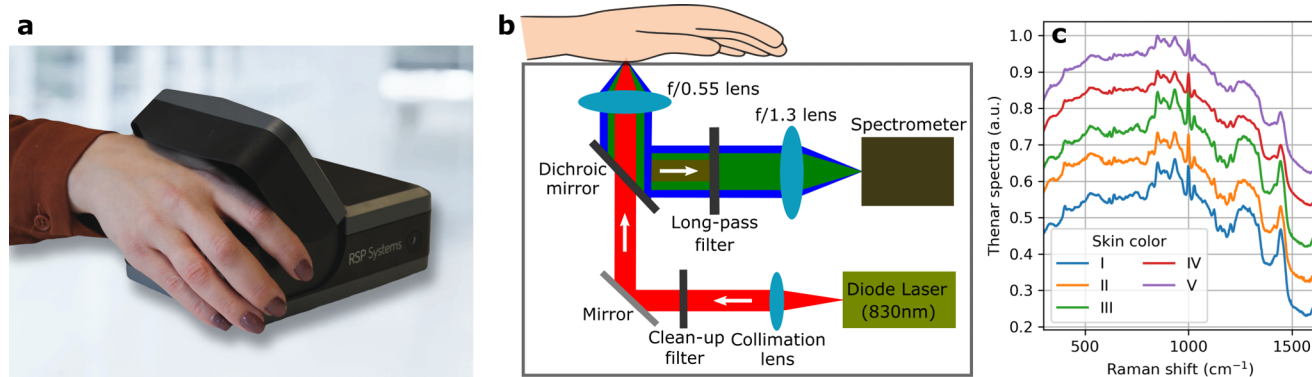 a
RSP Systems
b
f/0.55 lens
f/1.3 lens
Spectrometer
Dichroic
mirror
Long-pass
filter
Mirror
Clean-up
filter
Collimation
lens
Diode Laser
(830nm)
c
Thenar spectra (a.u.)
1.0
0.9
0.8
0.7
0.6
0.5
0.4
0.3
0.2
Skin color
I
II
III
IV
V
500
1000
1500
Raman shift (cm⁻¹)